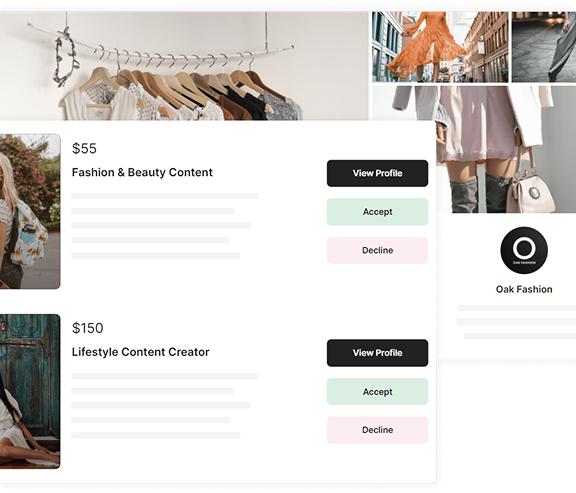 $55
Fashion & Beauty Content
View Profile
Accept
Decline
$150
Lifestyle Content Creator
View Profile
Accept
Decline
OAK FASHION
Oak Fashion